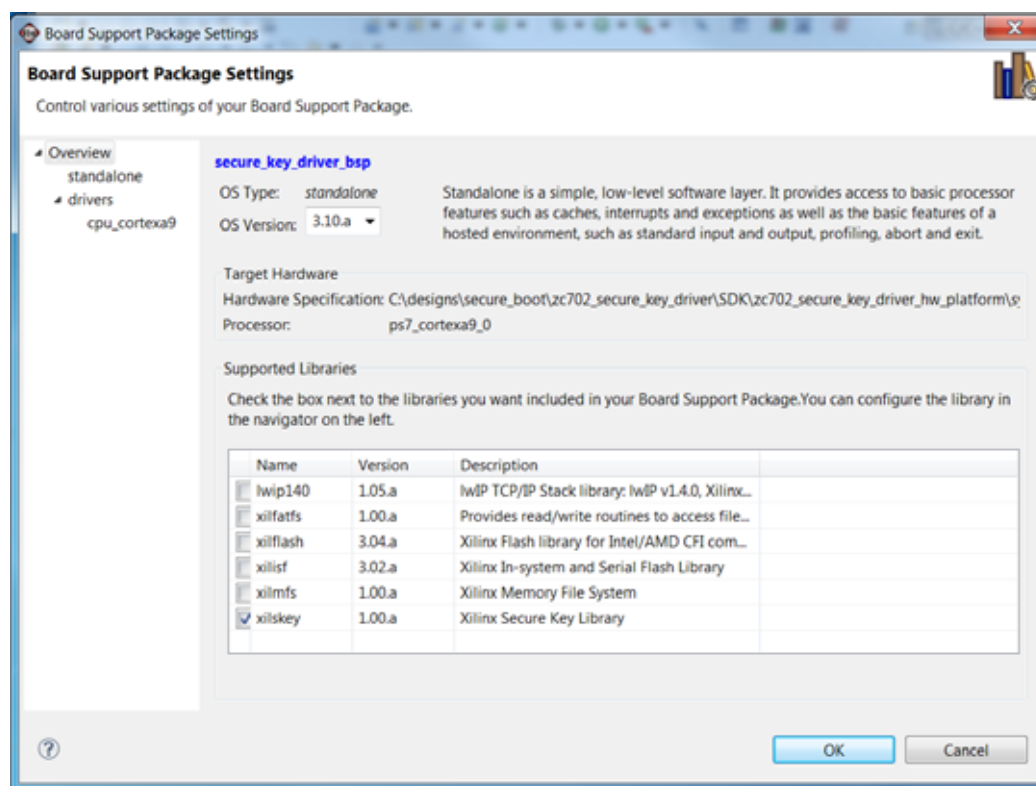 Board Support Package Settings
Board Support Package Settings
Control various settings of your Board Support Package.
Overview
standalone
drivers
cpu_cortexa9
secure_key_driver_bsp
OS Type: standalone
OS Version: 3.10.a
Standalone is a simple, low-level software layer. It provides access to basic processor
features such as caches, interrupts and exceptions as well as the basic features of a
hosted environment, such as standard input and output, profiling, abort and exit.
Target Hardware
Hardware Specification: C:\designs\secure_boot\zc702_secure_key_driver\SDK\zc702_secure_key_driver_hw_platform\s
Processor: ps7_cortexa9_0
Supported Libraries
Check the box next to the libraries you want included in your Board Support Package.You can configure the library in
the navigator on the left.
Name Version Description
lwip140 1.05.a lwIP TCP/IP Stack library: lwIP v1.4.0, Xilinx...
xilfatfs 1.00.a Provides read/write routines to access file...
xilflash 3.04.a Xilinx Flash library for Intel/AMD CFI com...
xilisf 3.02.a Xilinx In-system and Serial Flash Library
xilmfs 1.00.a Xilinx Memory File System
xilskey 1.00.a Xilinx Secure Key Library
?
OK Cancel